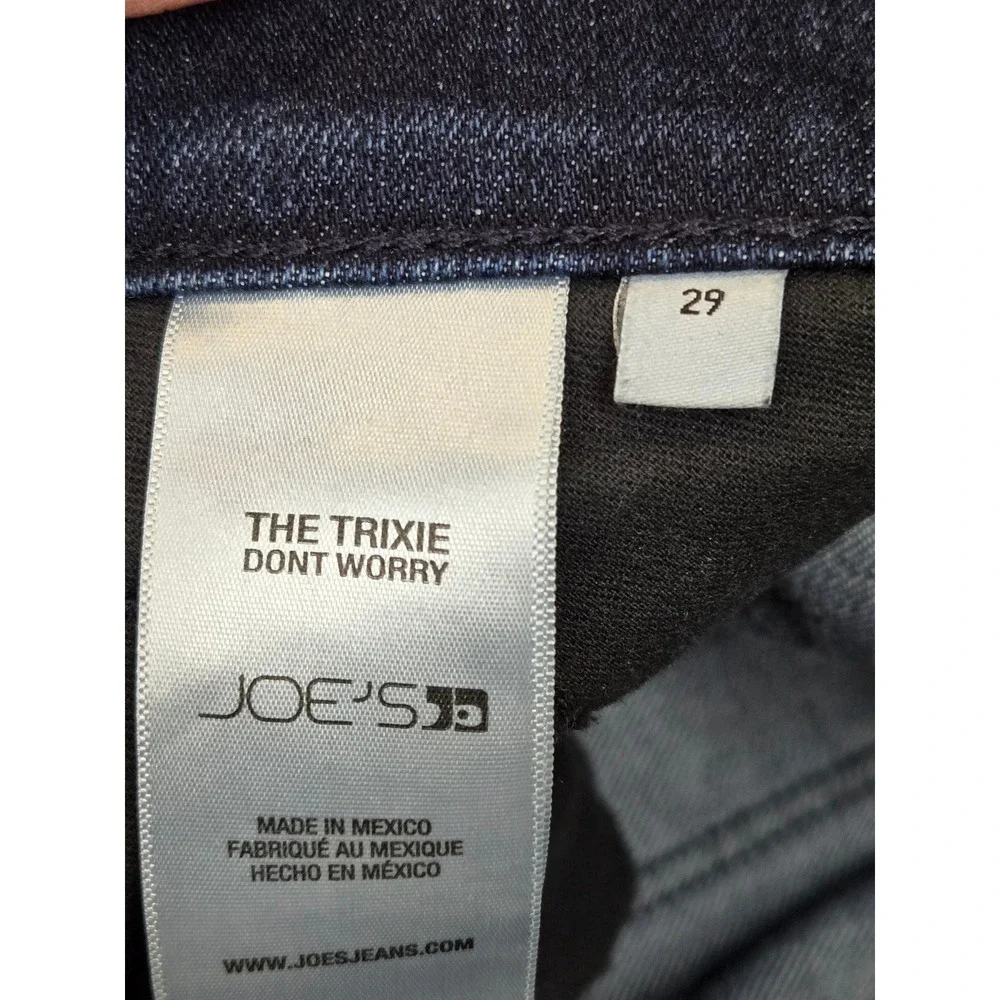 29
THE TRIXIE
DONT WORRY
JOE'S
MADE IN MEXICO
FABRIQUÉ AU MEXIQUE
HECHO EN MÉXICO
WWW.JOESJEANS.COM